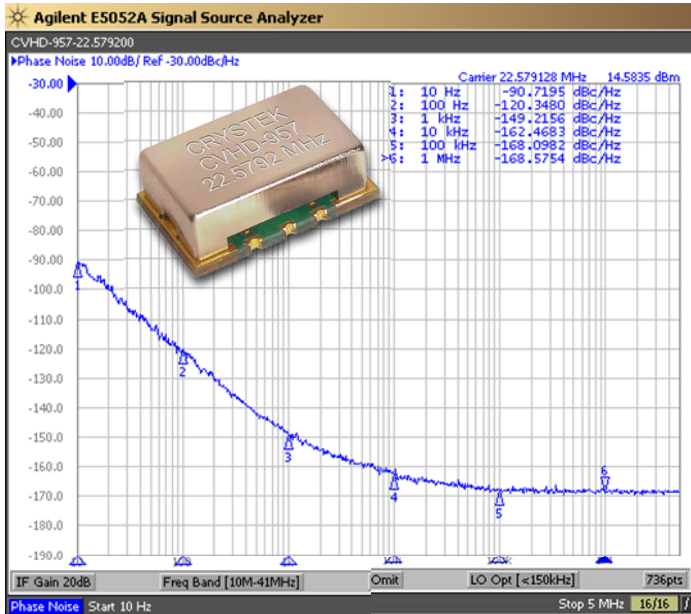 Agilent E5052A Signal Source Analyzer
CVHD-957-22.579200
Phase Noise 10.00dB/ Ref -30.00dBc/Hz
Carrier 22.579128 MHz 14.5835 dBm
1: 10 Hz -90.7195 dBc/Hz
2: 100 Hz -120.3480 dBc/Hz
3: 1 kHz -149.2156 dBc/Hz
4: 10 kHz -162.4683 dBc/Hz
5: 100 kHz -168.0982 dBc/Hz
>6: 1 MHz -168.5754 dBc/Hz
CRYSTEK
CVHD-957
22.5792 MHz
-30.00
-40.00
-50.00
-60.00
-70.00
-80.00
-90.00
-100.0
-110.0
-120.0
-130.0
-140.0
-150.0
-160.0
-170.0
-180.0
-190.0
1
2
3
4
5
6
IF Gain 20dB Freq Band [10M-41MHz] Omit LO Opt [<150kHz] 736pts
Phase Noise Start 10 Hz Stop 5 MHz 16/16